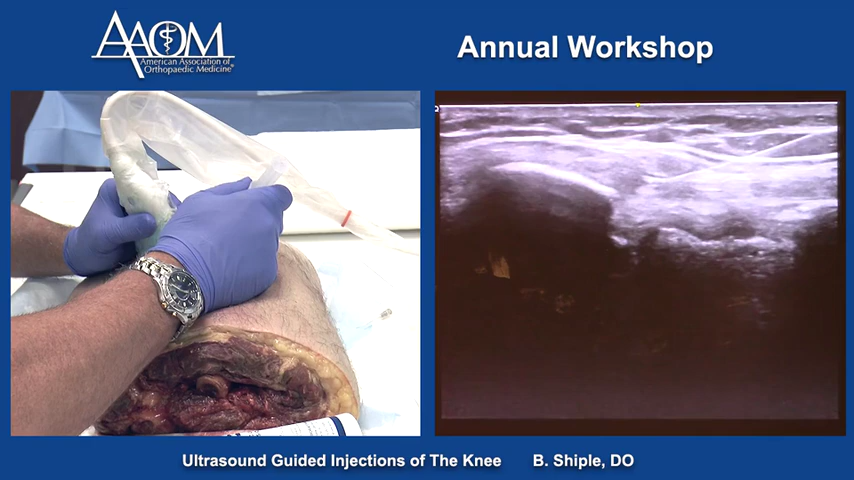 AAOM
American Association of
Orthopaedic Medicine
Annual Workshop
Ultrasound Guided Injections of The Knee B. Shiple, DO